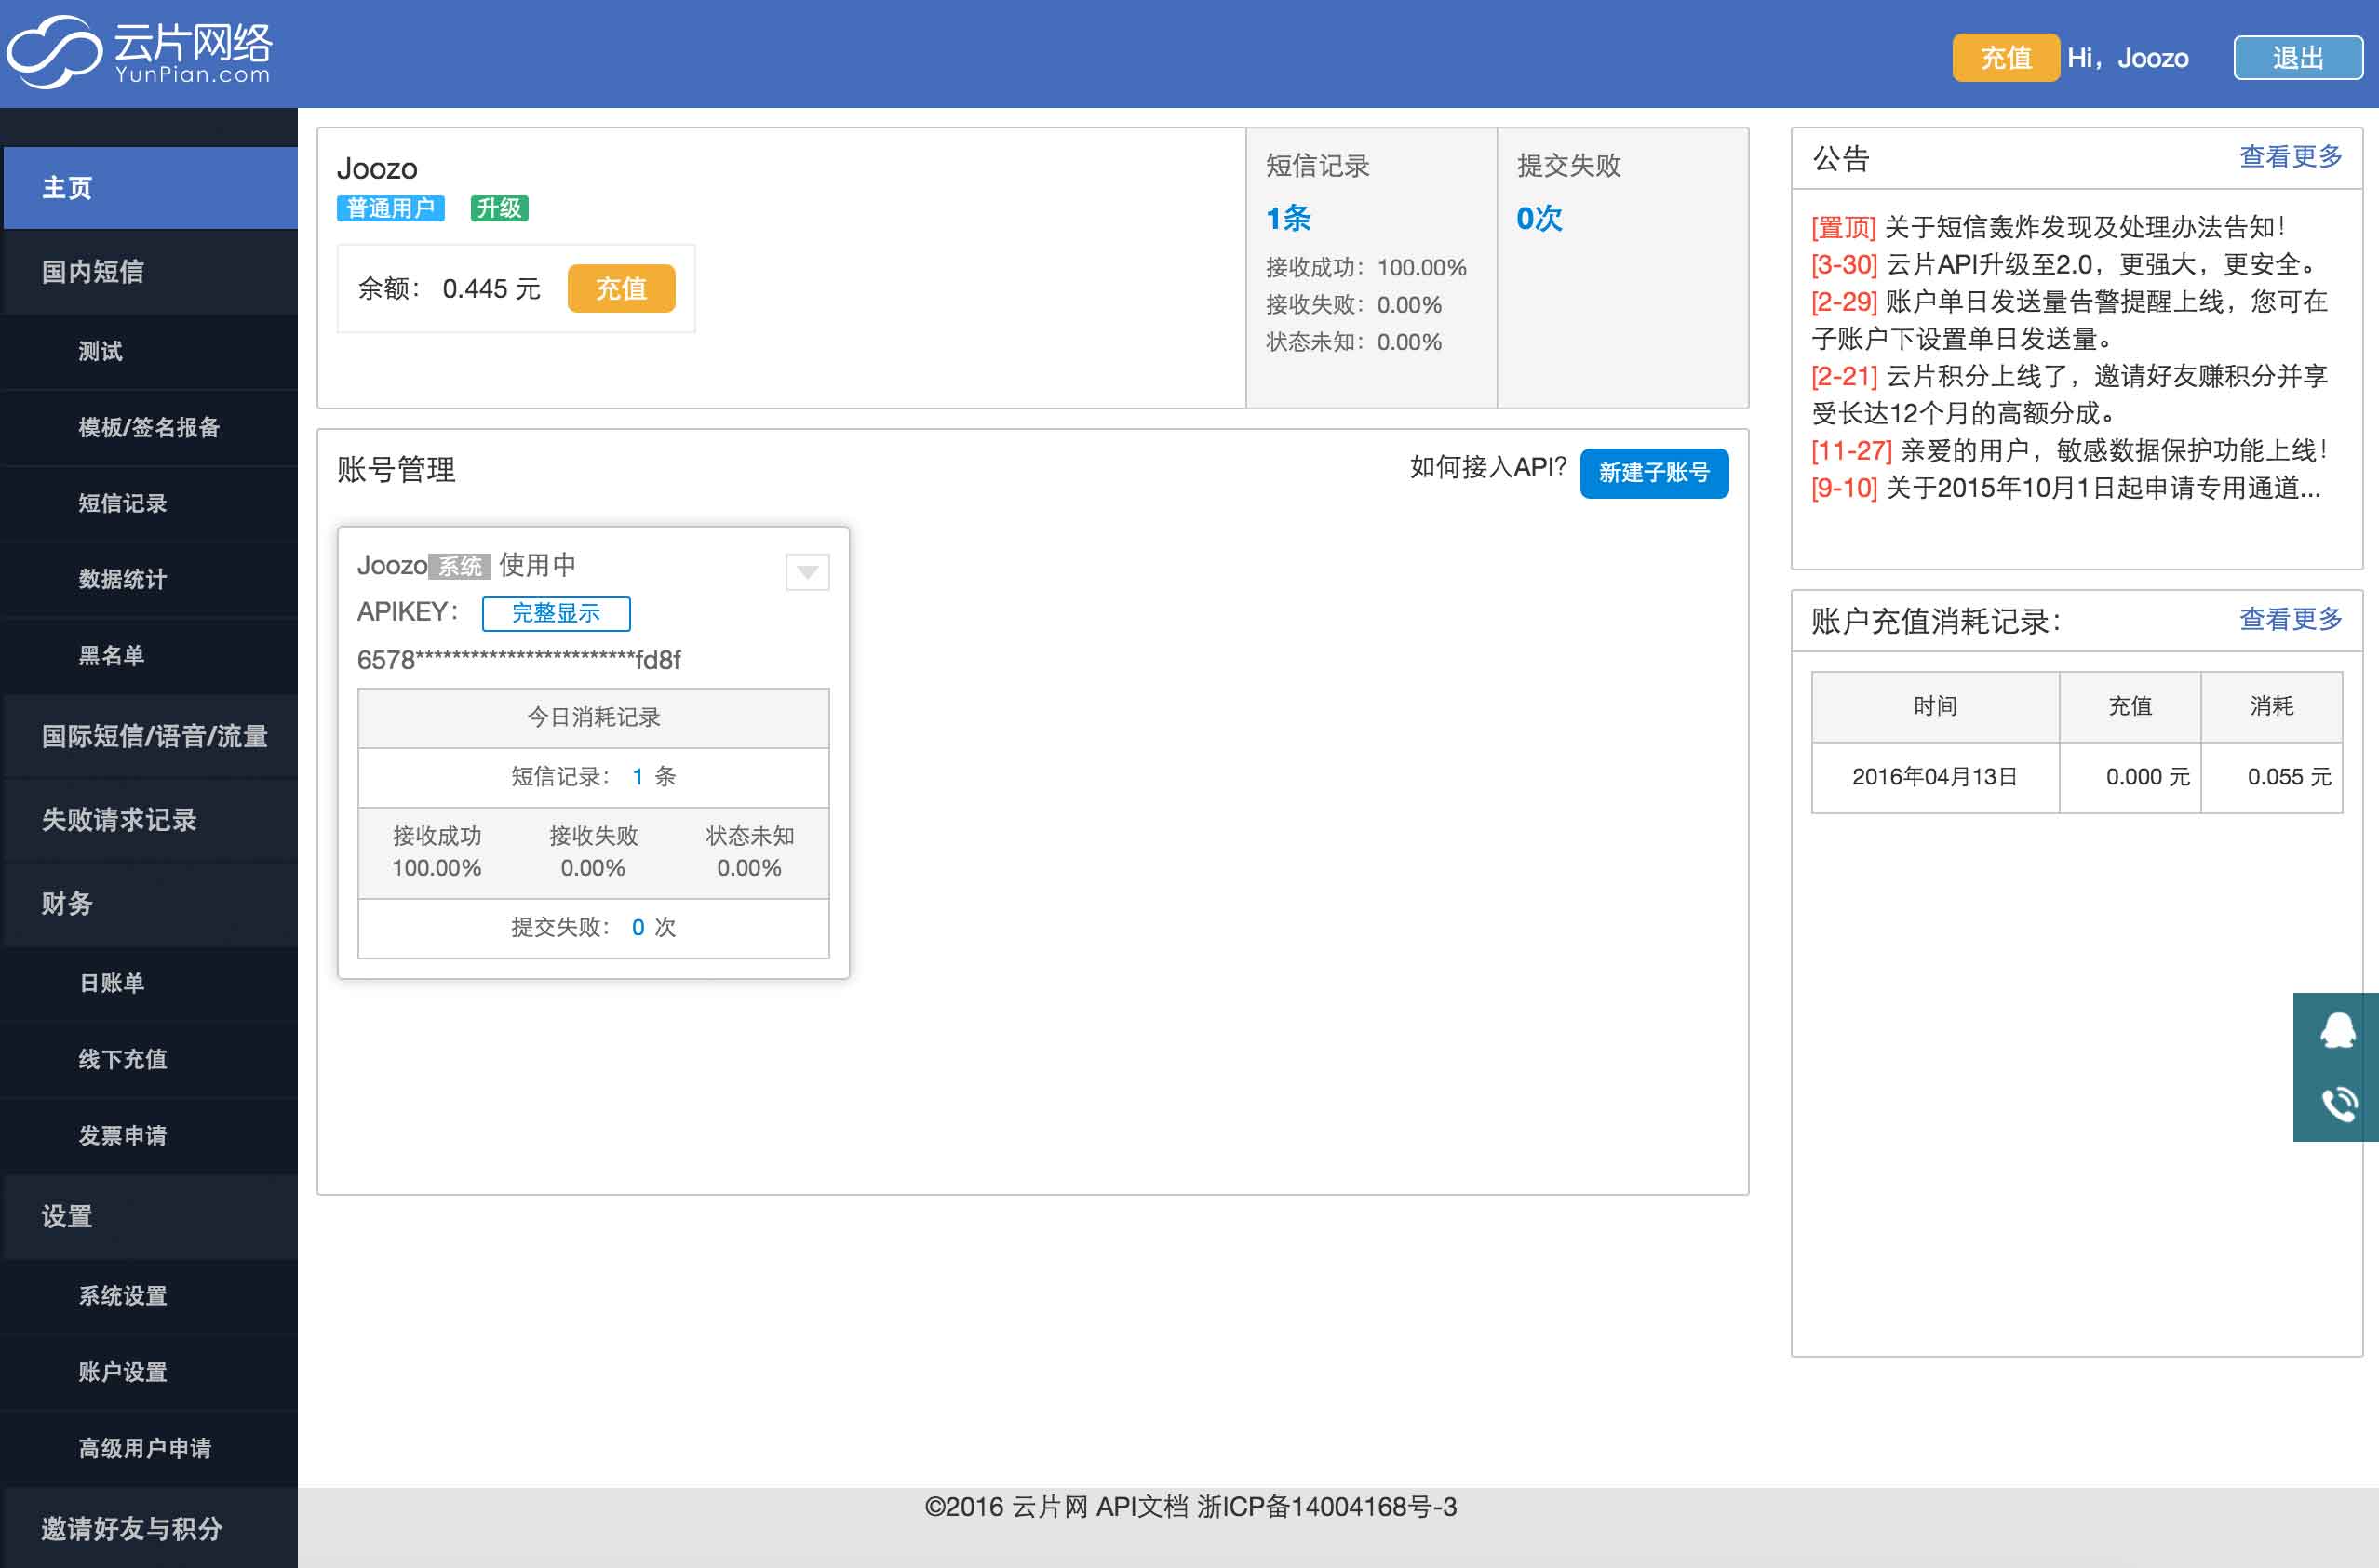 云片网络
YunPian.com
充值 Hi，Joozo 退出
主页
国内短信
测试
模板/签名报备
短信记录
数据统计
黑名单
国际短信/语音/流量
失败请求记录
财务
日账单
线下充值
发票申请
设置
系统设置
账户设置
高级用户申请
邀请好友与积分
Joozo
普通用户 升级
余额： 0.445 元 充值
短信记录
1条
接收成功：100.00%
接收失败：0.00%
状态未知：0.00%
提交失败
0次
账号管理
如何接入API? 新建子账号
Joozo系统 使用中
APIKEY： 完整显示
6578************************fd8f
今日消耗记录
短信记录： 1 条
接收成功 接收失败 状态未知
100.00% 0.00% 0.00%
提交失败： 0 次
公告 查看更多
[置顶] 关于短信轰炸发现及处理办法告知！
[3-30] 云片API升级至2.0，更强大，更安全。
[2-29] 账户单日发送量告警提醒上线，您可在
子账户下设置单日发送量。
[2-21] 云片积分上线了，邀请好友赚积分并享
受长达12个月的高额分成。
[11-27] 亲爱的用户，敏感数据保护功能上线！
[9-10] 关于2015年10月1日起申请专用通道...
账户充值消耗记录： 查看更多
时间 充值 消耗
2016年04月13日 0.000 元 0.055 元
©2016 云片网 API文档 浙ICP备14004168号-3